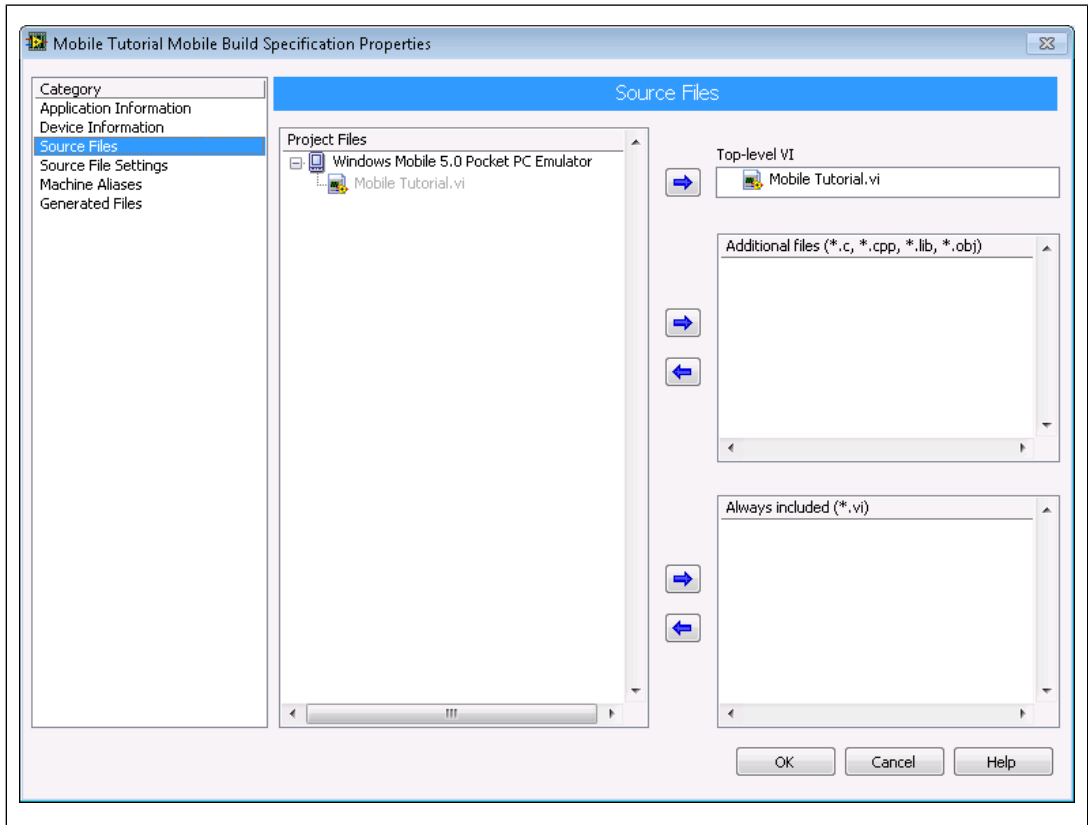 Mobile Tutorial Mobile Build Specification Properties
Category
Application Information
Device Information
Source Files
Source File Settings
Machine Aliases
Generated Files
Source Files
Project Files
Windows Mobile 5.0 Pocket PC Emulator
Mobile Tutorial.vi
Top-level VI
Mobile Tutorial.vi
Additional files (*.c, *.cpp, *.lib, *.obj)
Always included (*.vi)
OK
Cancel
Help